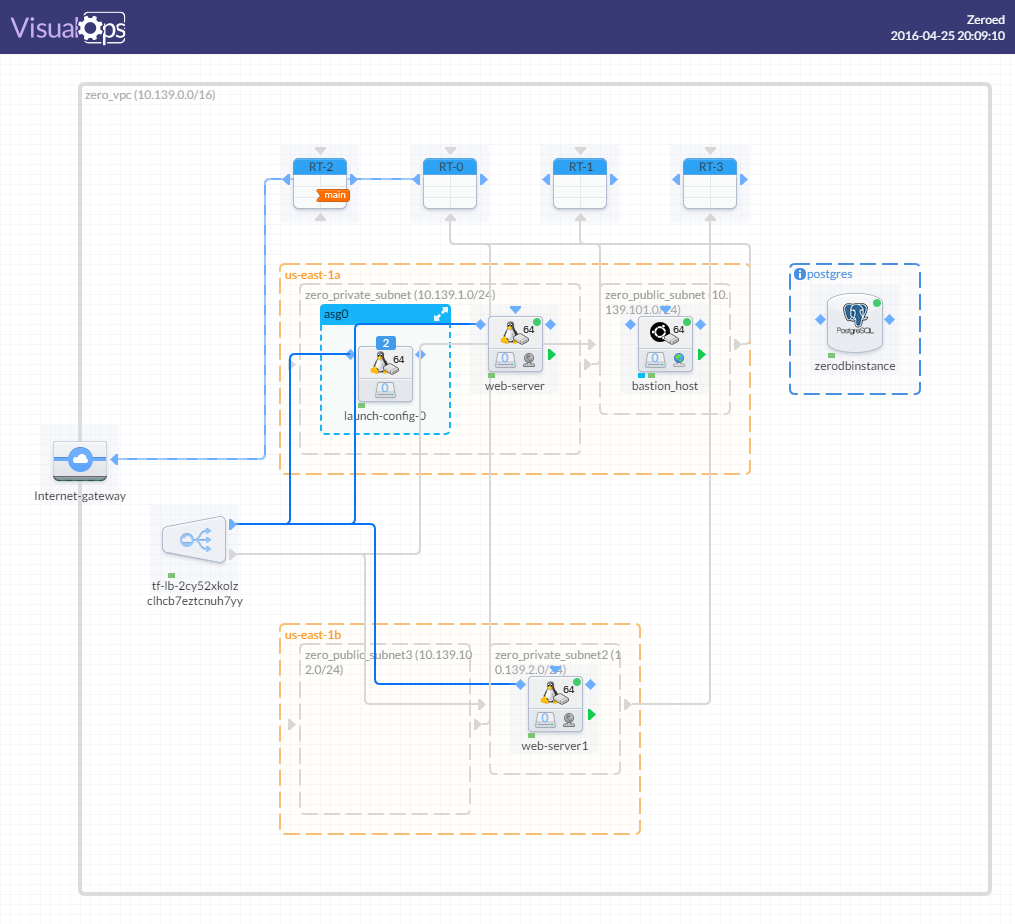 VisualOps
Zeroed
2016-04-25 20:09:10
zero_vpc (10.139.0.0/16)
RT-2
main
RT-0
RT-1
RT-3
us-east-1a
zero_private_subnet (10.139.1.0/24)
asg0
2
64
0
launch-config-0
64
0
web-server
zero_public_subnet (10.
139.101.0/24)
64
0
bastion_host
i postgres
PostgreSQL
zerodbinstance
Internet-gateway
tf-lb-2cy52xkolz
clhcb7eztcnuh7yy
us-east-1b
zero_public_subnet3 (10.139.10
2.0/24)
zero_private_subnet2 (1
0.139.2.0/24)
64
0
web-server1